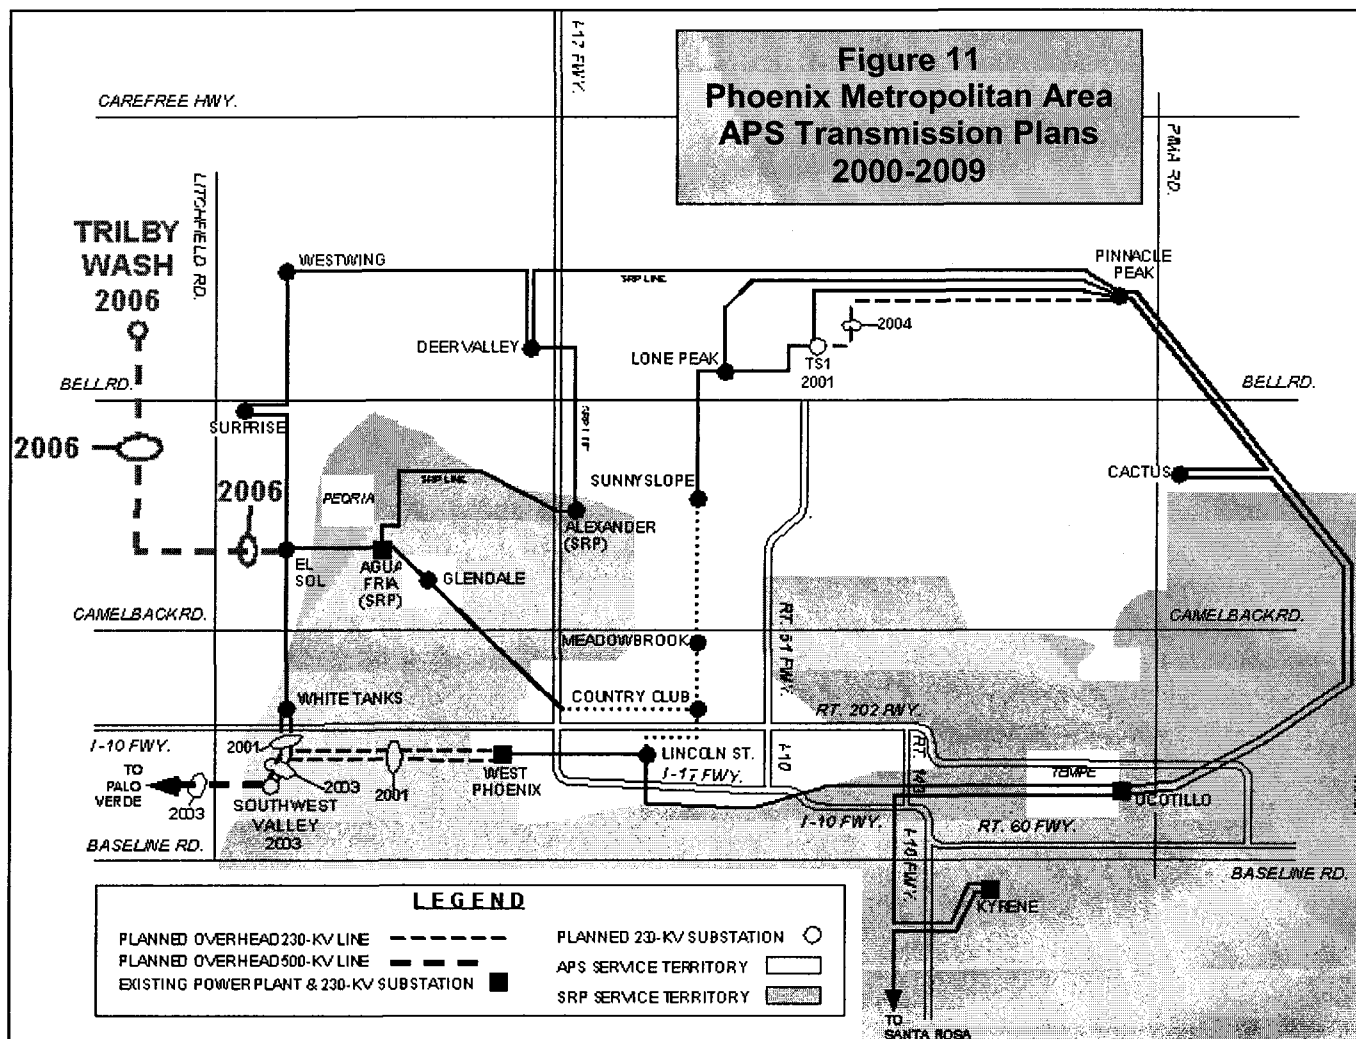 Figure 11
Phoenix Metropolitan Area
APS Transmission Plans
2000-2009
I-17 FWY.
CAREFREE HWY.
PIMA RD.
LITCHFIELD RD.
TRILBY
WASH
2006
WESTWING
SRP LINE
PINNACLE
PEAK
2004
DEER VALLEY
LONE PEAK
TS1
2001
BELL RD.
BELL RD.
SURPRISE
SRP LINE
2006
2006
PEORIA
SRP LINE
SUNNYSLOPE
CACTUS
ALEXANDER
(SRP)
EL
SOL
AGUA
FRIA
(SRP)
GLENDALE
CAMELBACK RD.
CAMELBACK RD.
RT. 51 FWY.
MEADOWBROOK
WHITE TANKS
COUNTRY CLUB
RT. 202 FWY.
I-10 FWY.
2001
LINCOLN ST.
I-10
RT. 143
TO
PALO
VERDE
2003
2003
2001
WEST
PHOENIX
I-17 FWY.
TEMPE
OCOTILLO
SOUTHWEST
VALLEY
2003
I-10 FWY.
RT. 60 FWY.
BASELINE RD.
I-10 FWY.
BASELINE RD.
KYRENE
LEGEND
PLANNED OVERHEAD 230-KV LINE
PLANNED OVERHEAD 500-KV LINE
EXISTING POWER PLANT & 230-KV SUBSTATION
PLANNED 230-KV SUBSTATION
APS SERVICE TERRITORY
SRP SERVICE TERRITORY
TO
SANTA ROSA